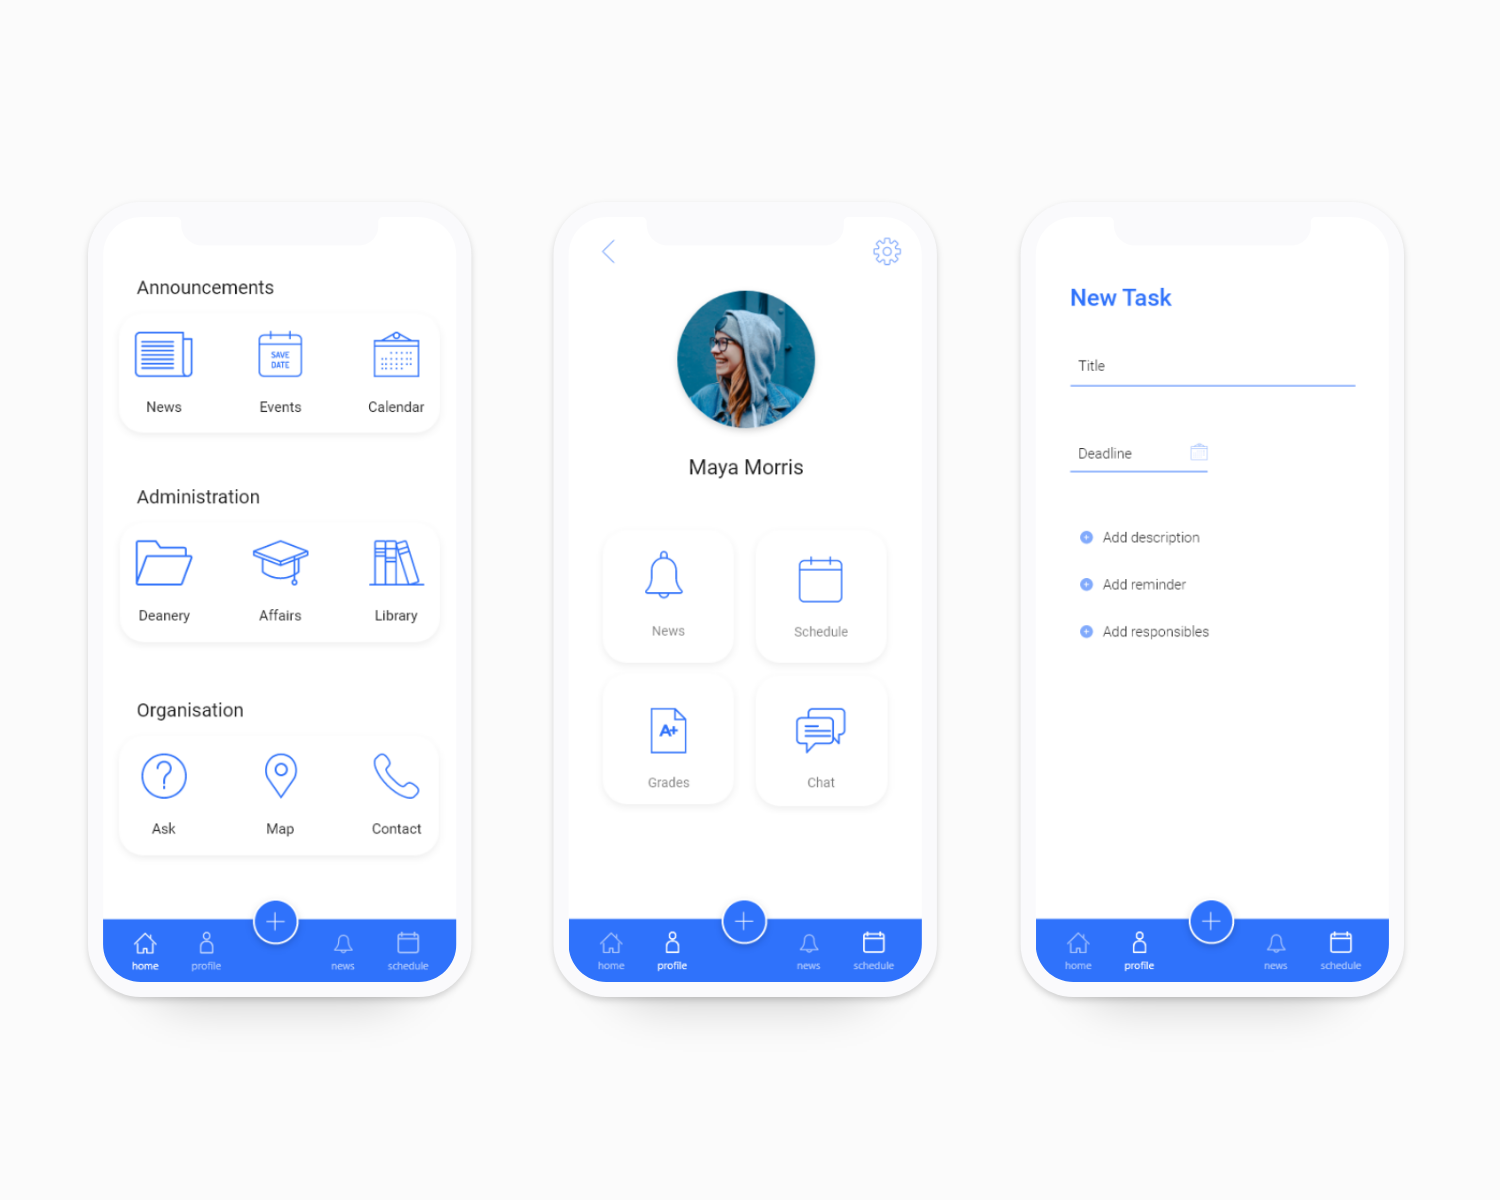 Announcements
SAVE
DATE
News Events Calendar
Administration
Deanery Affairs Library
Organisation
?
Ask Map Contact
home profile news schedule
Maya Morris
News Schedule
A+
Grades Chat
home profile news schedule
New Task
Title
Deadline
Add description
Add reminder
Add responsibles
home profile news schedule